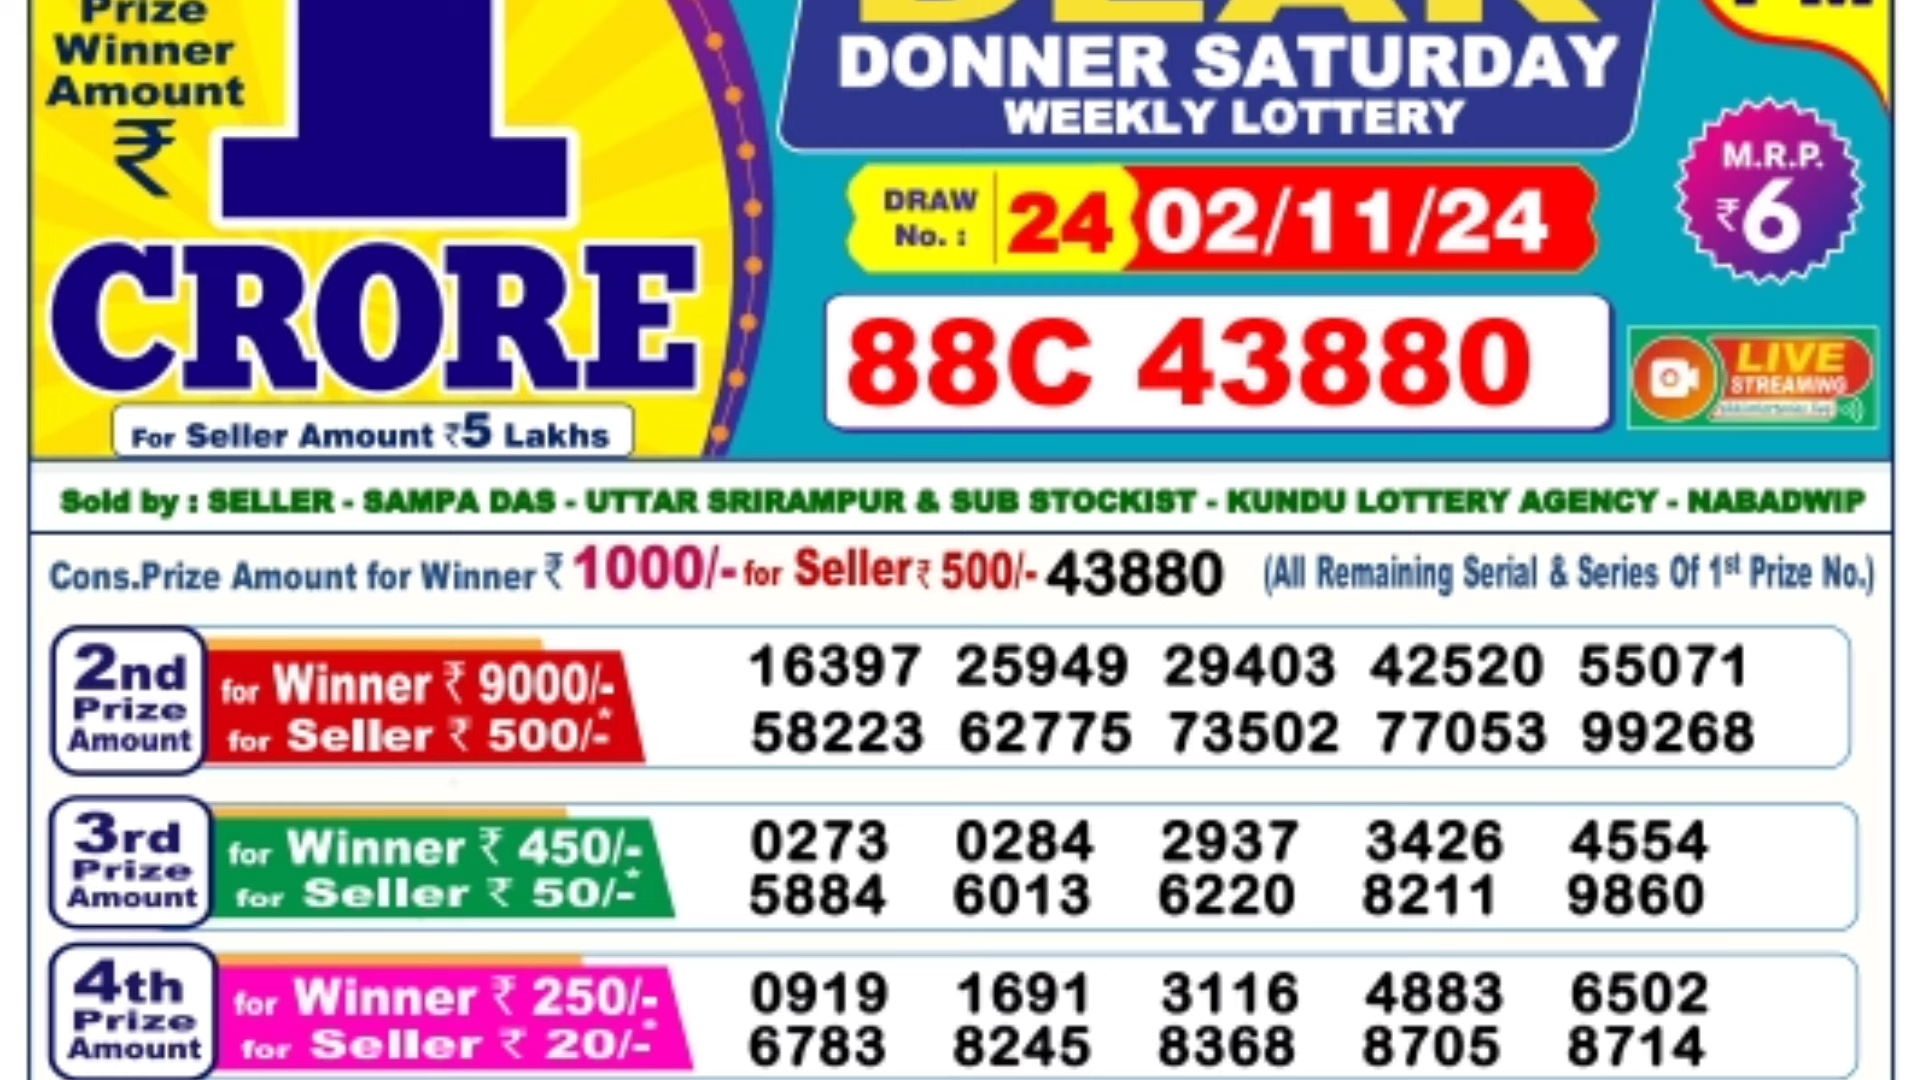 Prize
Winner
Amount
₹
1
CRORE
For Seller Amount ₹5 Lakhs
DEAR
DONNER SATURDAY
WEEKLY LOTTERY
DRAW No. : 24 02/11/24
88C 43880
PM
M.R.P.
₹6
LIVE
STREAMING
Sold by : SELLER - SAMPA DAS - UTTAR SRIRAMPUR & SUB STOCKIST - KUNDU LOTTERY AGENCY - NABADWIP
Cons.Prize Amount for Winner ₹ 1000/- for Seller ₹ 500/- 43880 (All Remaining Serial & Series Of 1st Prize No.)
2nd
Prize
Amount
for Winner ₹ 9000/-
for Seller ₹ 500/-*
16397 25949 29403 42520 55071
58223 62775 73502 77053 99268
3rd
Prize
Amount
for Winner ₹ 450/-
for Seller ₹ 50/-*
0273 0284 2937 3426 4554
5884 6013 6220 8211 9860
4th
Prize
Amount
for Winner ₹ 250/-
for Seller ₹ 20/-*
0919 1691 3116 4883 6502
6783 8245 8368 8705 8714